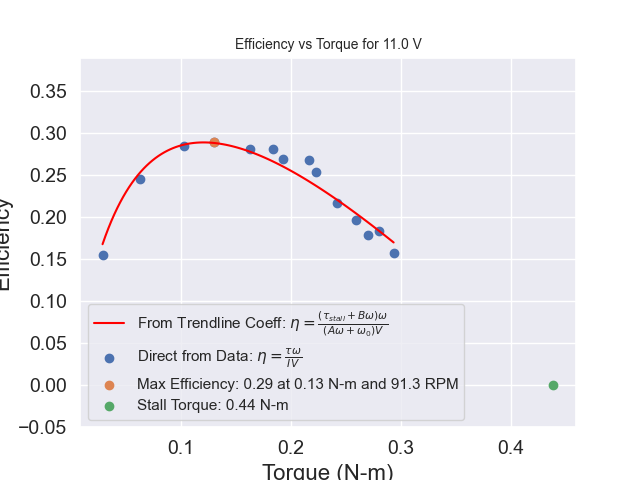 Efficiency vs Torque for 11.0 V
Efficiency
0.35
0.30
0.25
0.20
0.15
0.10
0.05
0.00
−0.05
From Trendline Coeff: η = (τ_stall + Bω)ω / (Aω + ω₀)V
Direct from Data: η = τω / IV
Max Efficiency: 0.29 at 0.13 N-m and 91.3 RPM
Stall Torque: 0.44 N-m
0.1 0.2 0.3 0.4
Torque (N-m)